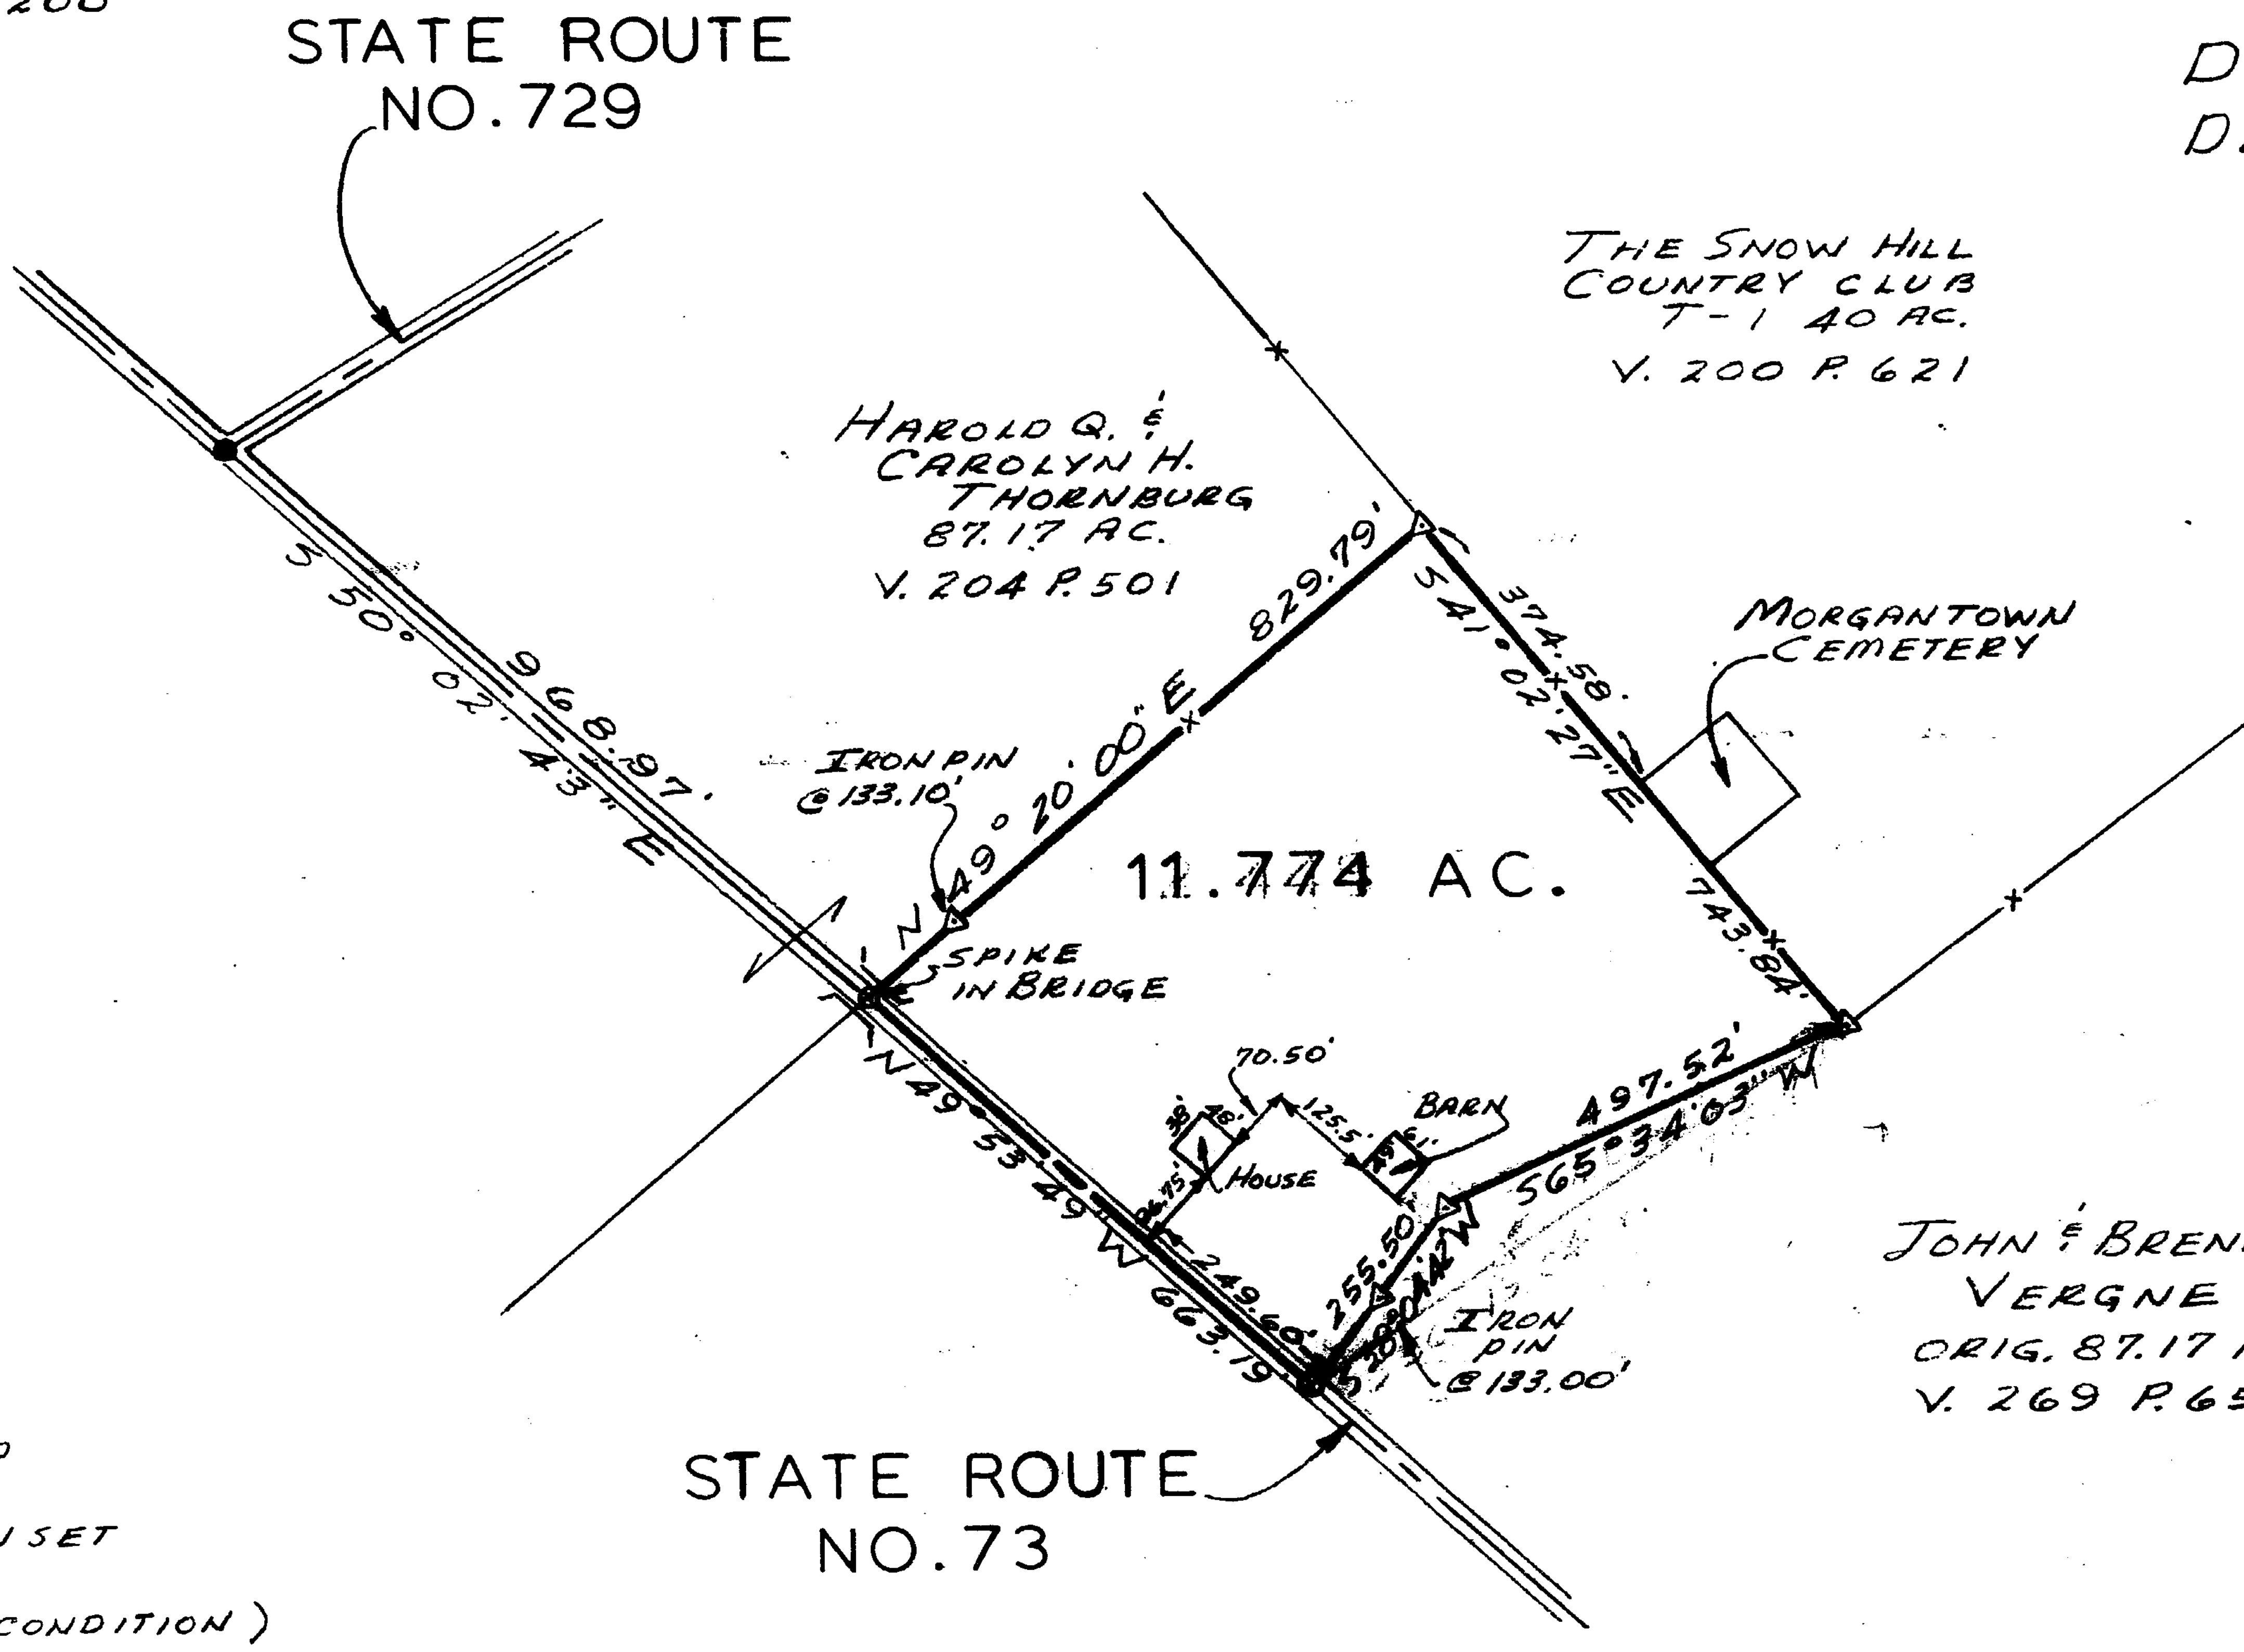 200
STATE ROUTE
NO. 729
D
D.
THE SNOW HILL
COUNTRY CLUB
T-1 40 AC.
V. 200 P. 621
HAROLD Q. &
CAROLYN H.
THORNBURG
87.17 AC.
V. 204 P. 501
829.79'
N 49° 20' 00" E
374.58'
S 41° 02' 27" E
743.84'
MORGANTOWN
CEMETERY
968.97'
S 50° 02' 43" E
IRON PIN
@ 133.10'
11.774 AC.
SPIKE
IN BRIDGE
70.50'
125.5'
BARN
HOUSE
497.52'
S65° 34' 03" W
N 49° 53' 49" W
663.19'
249.60'
255.50'
IRON
PIN
@ 133.00'
JOHN & BREN
VERGNE
ORIG. 87.17
V. 269 P. 65
STATE ROUTE
NO. 73
SET
CONDITION)